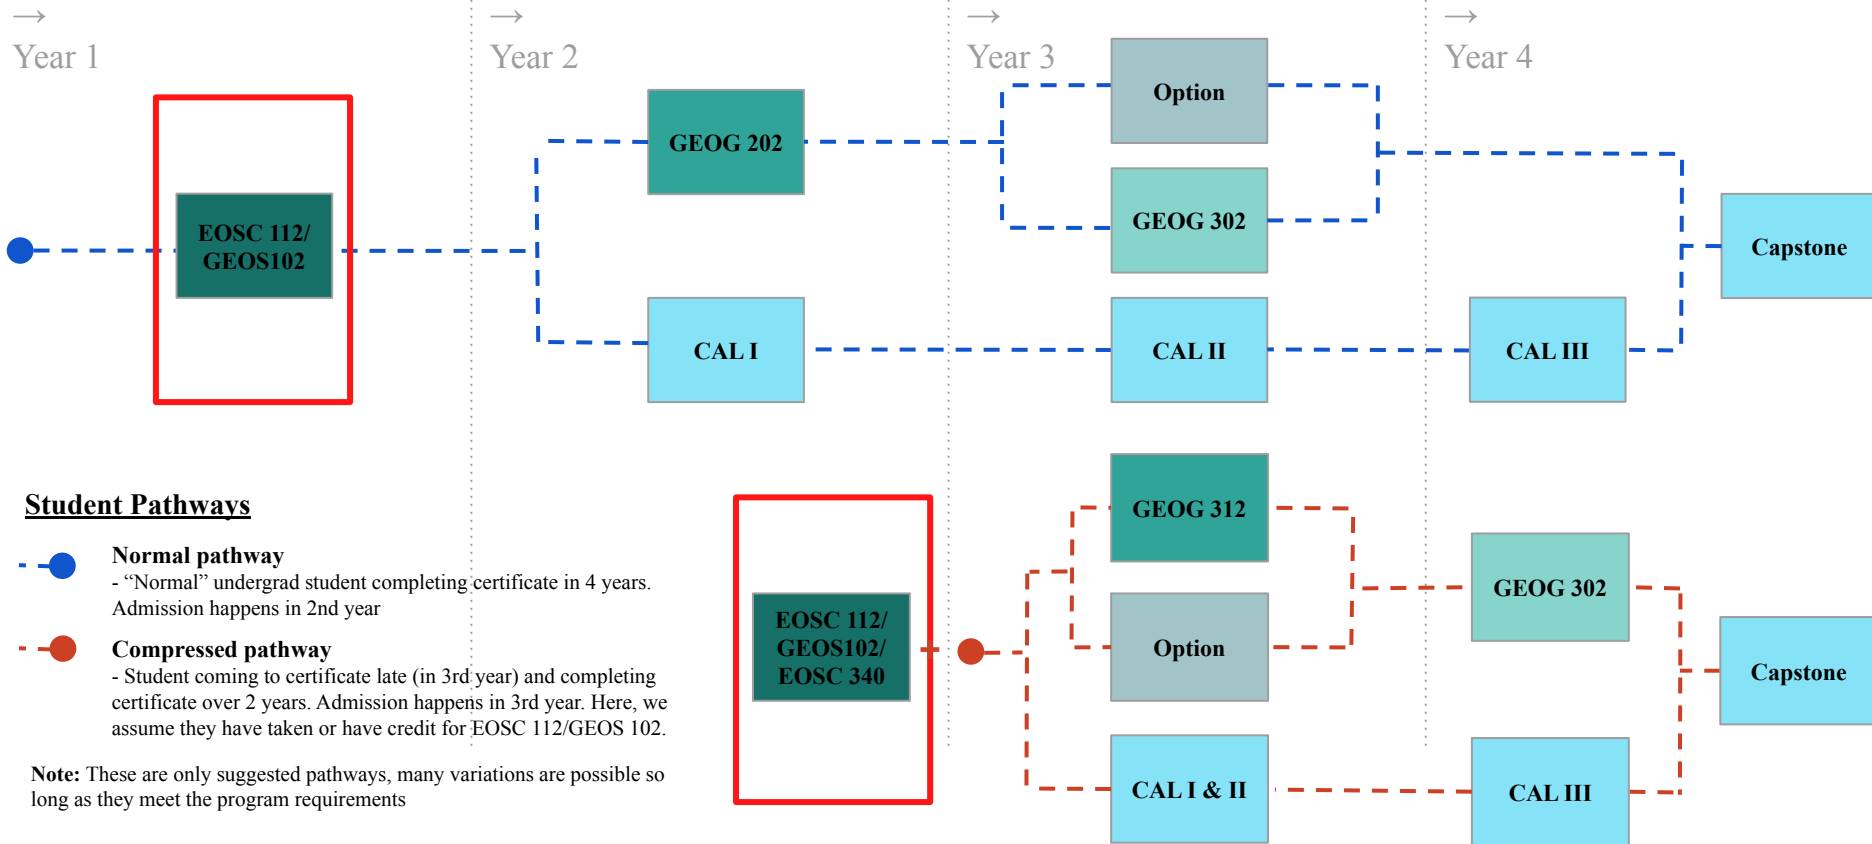 →
Year 1
→
Year 2
→
Year 3
→
Year 4
EOSC 112/
GEOS102
GEOG 202
Option
GEOG 302
CAL I
CAL II
CAL III
Capstone
Student Pathways
Normal pathway
- “Normal” undergrad student completing certificate in 4 years.
Admission happens in 2nd year
Compressed pathway
- Student coming to certificate late (in 3rd year) and completing
certificate over 2 years. Admission happens in 3rd year. Here, we
assume they have taken or have credit for EOSC 112/GEOS 102.
Note: These are only suggested pathways, many variations are possible so
long as they meet the program requirements
EOSC 112/
GEOS102/
EOSC 340
GEOG 312
Option
CAL I & II
GEOG 302
CAL III
Capstone